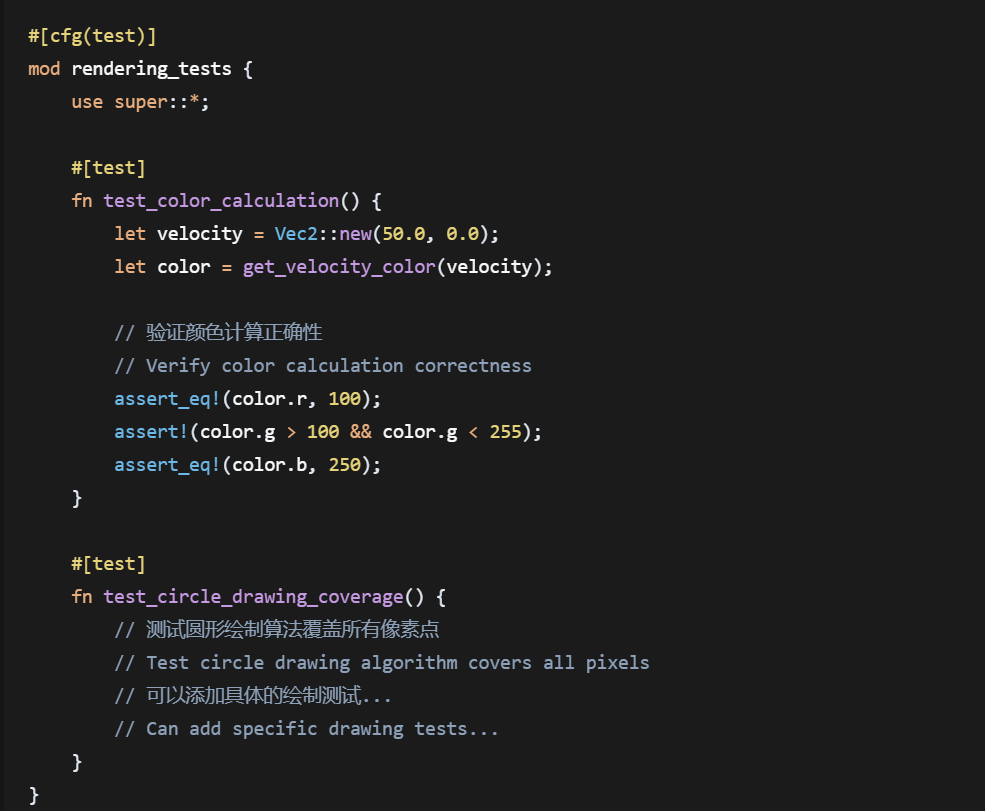 #[cfg(test)]
mod rendering_tests {
    use super::*;

    #[test]
    fn test_color_calculation() {
        let velocity = Vec2::new(50.0, 0.0);
        let color = get_velocity_color(velocity);

        // 验证颜色计算正确性
        // Verify color calculation correctness
        assert_eq!(color.r, 100);
        assert!(color.g > 100 && color.g < 255);
        assert_eq!(color.b, 250);
    }

    #[test]
    fn test_circle_drawing_coverage() {
        // 测试圆形绘制算法覆盖所有像素点
        // Test circle drawing algorithm covers all pixels
        // 可以添加具体的绘制测试...
        // Can add specific drawing tests...
    }
}